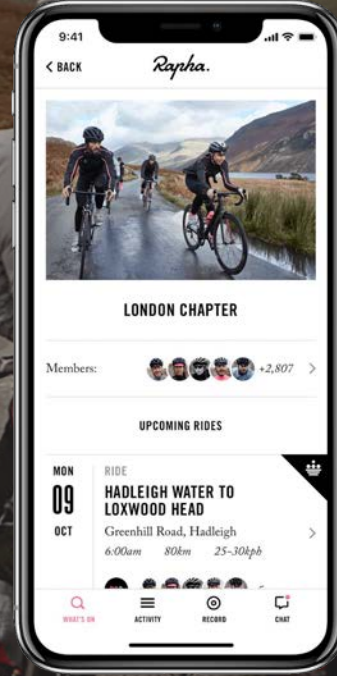 9:41
< BACK
Rapha.
LONDON CHAPTER
Members:
+2,807
UPCOMING RIDES
MON
09
OCT
RIDE
HADLEIGH WATER TO
LOXWOOD HEAD
Greenhill Road, Hadleigh
6:00am 80km 25-30kph
WHAT'S ON
ACTIVITY
RECORD
CHAT